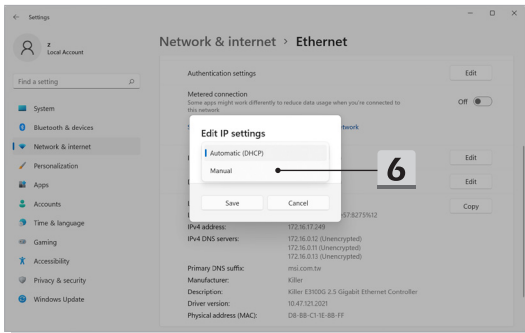 Settings
z
Local Account
Find a setting
System
Bluetooth & devices
Network & internet
Personalization
Apps
Accounts
Time & language
Gaming
Accessibility
Privacy & security
Windows Update
Network & internet > Ethernet
Authentication settings
Edit
Metered connection
Some apps might work differently to reduce data usage when you're connected to
this network
Off
Edit IP settings
Automatic (DHCP)
Manual
6
Save
Cancel
Edit
Edit
Copy
IPv4 address:
172.16.17.249
IPv4 DNS servers:
172.16.0.12 (Unencrypted)
172.16.0.11 (Unencrypted)
172.16.0.13 (Unencrypted)
Primary DNS suffix:
msi.com.tw
Manufacturer:
Killer
Description:
Killer E3100G 2.5 Gigabit Ethernet Controller
Driver version:
10.47.121.2021
Physical address (MAC):
D8-BB-C1-1E-8B-FF